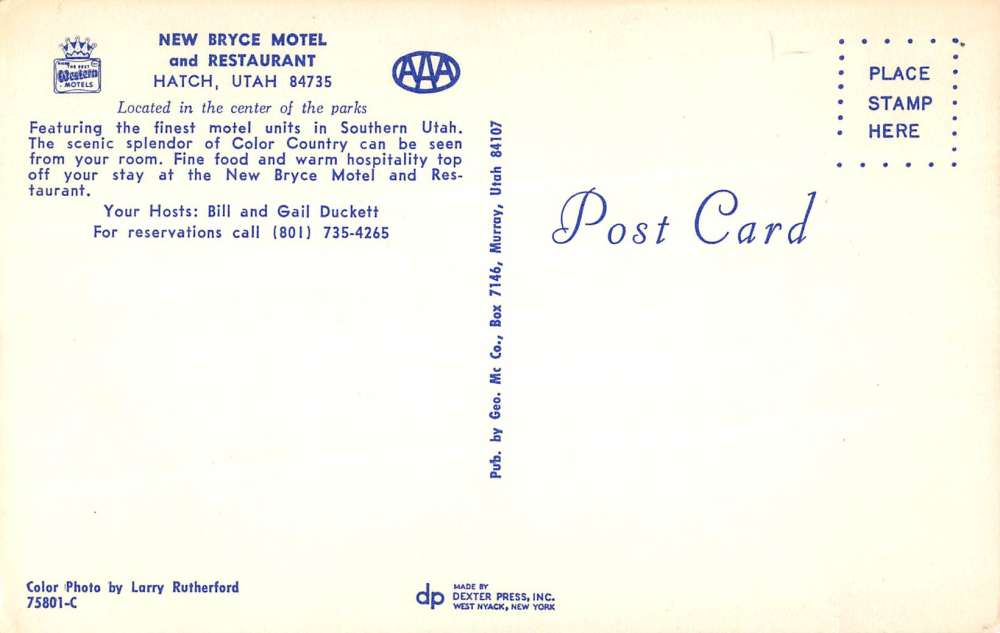 NEW BRYCE MOTEL
and RESTAURANT
HATCH, UTAH 84735
THE BEST
Western
MOTELS
AAA
Located in the center of the parks
Featuring the finest motel units in Southern Utah.
The scenic splendor of Color Country can be seen
from your room. Fine food and warm hospitality top
off your stay at the New Bryce Motel and Res-
taurant.
Your Hosts: Bill and Gail Duckett
For reservations call (801) 735-4265
Pub. by Geo. Mc Co., Box 7146, Murray, Utah 84107
PLACE
STAMP
HERE
Post Card
Color Photo by Larry Rutherford
75801-C
dp
MADE BY
DEXTER PRESS, INC.
WEST NYACK, NEW YORK